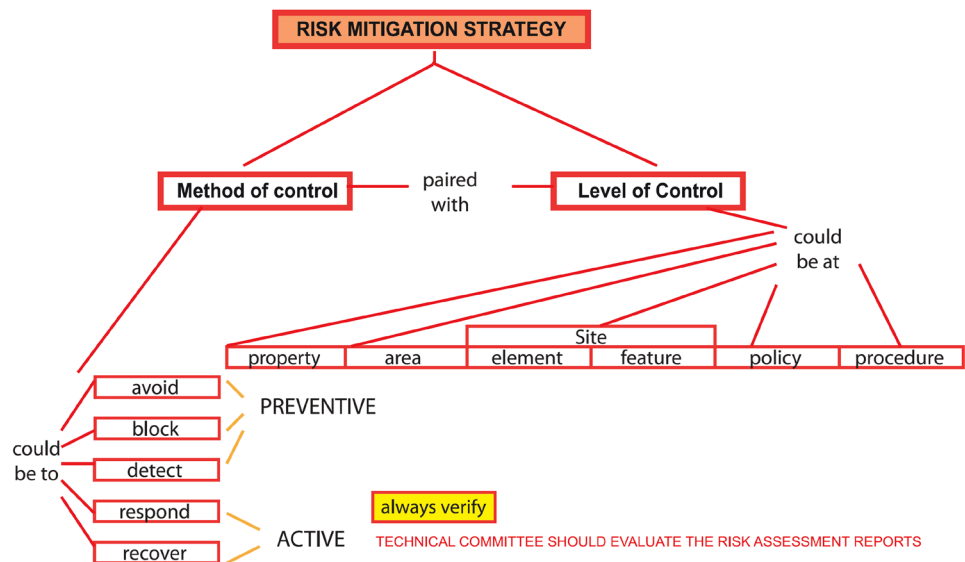 RISK MITIGATION STRATEGY
Method of control
paired
with
Level of Control
could
be at
Site
property
area
element
feature
policy
procedure
avoid
block
detect
respond
recover
could
be to
PREVENTIVE
ACTIVE
always verify
TECHNICAL COMMITTEE SHOULD EVALUATE THE RISK ASSESSMENT REPORTS